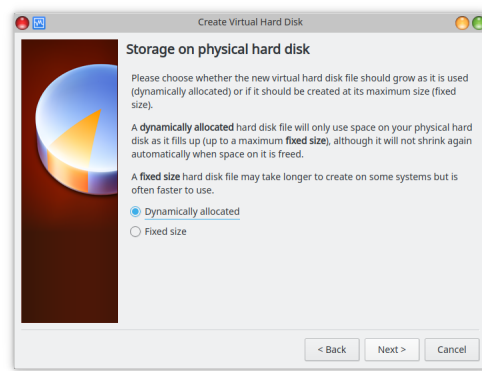 Create Virtual Hard Disk
Storage on physical hard disk
Please choose whether the new virtual hard disk file should grow as it is used
(dynamically allocated) or if it should be created at its maximum size (fixed
size).
A dynamically allocated hard disk file will only use space on your physical hard
disk as it fills up (up to a maximum fixed size), although it will not shrink again
automatically when space on it is freed.
A fixed size hard disk file may take longer to create on some systems but is
often faster to use.
Dynamically allocated
Fixed size
< Back Next > Cancel